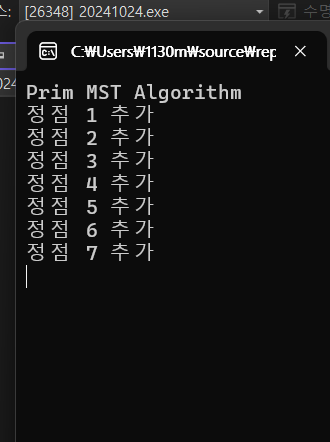 스: [26348] 20241024.exe 수명
C:₩Users₩1130m₩source₩rep
Prim MST Algorithm
정점 1 추가
정점 2 추가
정점 3 추가
정점 4 추가
정점 5 추가
정점 6 추가
정점 7 추가